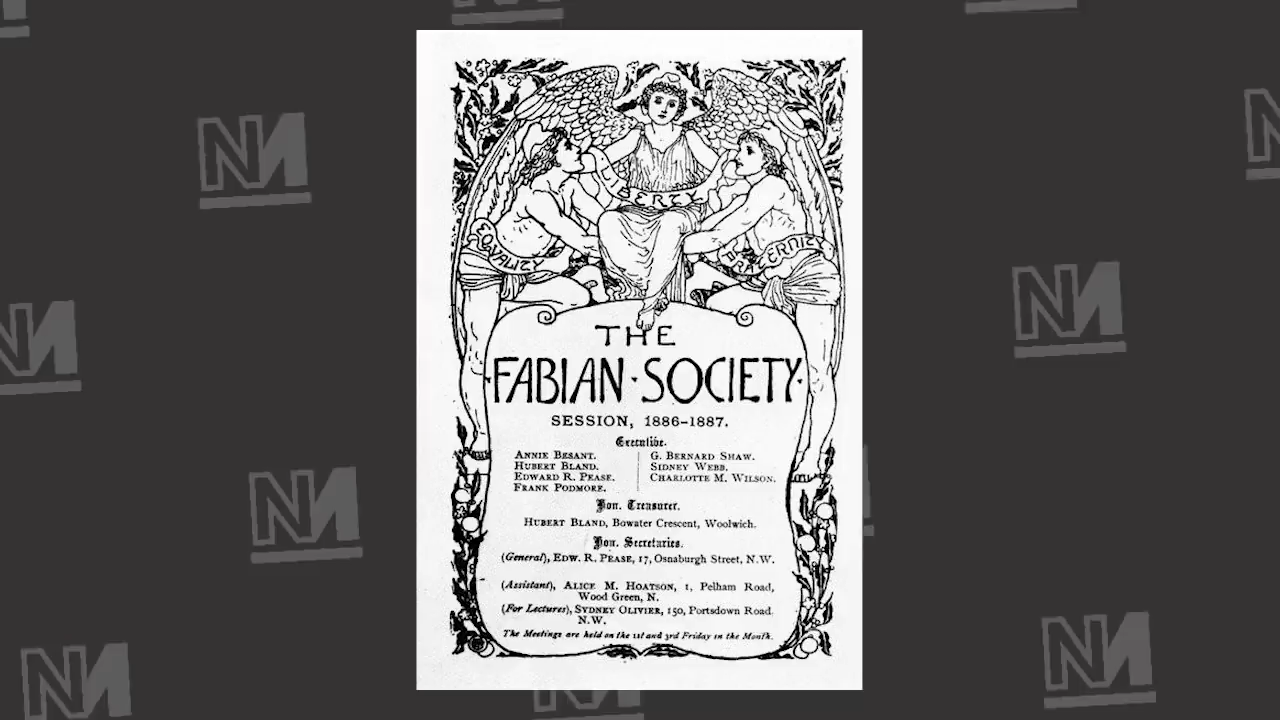 LIBERTY
EQUALITY
FRATERNITY.
THE
FABIAN · SOCIETY·
SESSION, 1886-1887.
Executive.
ANNIE BESANT.
HUBERT BLAND.
EDWARD R. PEASE.
FRANK PODMORE.
G. BERNARD SHAW.
SIDNEY WEBB.
CHARLOTTE M. WILSON.
Hon. Treasurer.
HUBERT BLAND, Bowater Crescent, Woolwich.
Hon. Secretaries.
(General), EDW. R. PEASE, 17, Osnaburgh Street, N.W.
(Assistant), ALICE M. HOATSON, 1, Pelham Road,
Wood Green, N.
(For Lectures), SYDNEY OLIVIER, 150, Portsdown Road.
N.W.
The Meetings are held on the 1st and 3rd Friday in the Month.